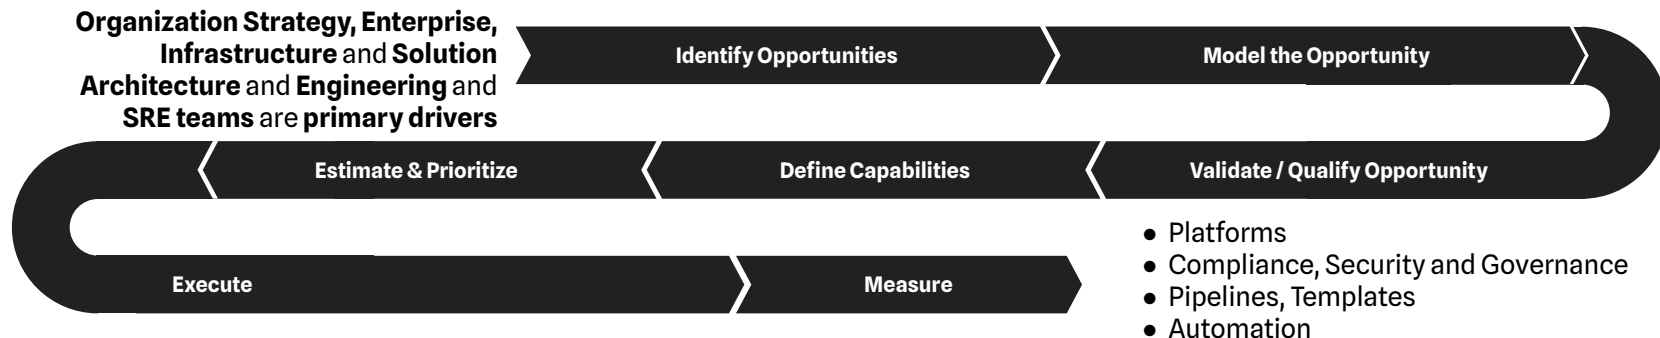 Organization Strategy, Enterprise,
Infrastructure and Solution
Architecture and Engineering and
SRE teams are primary drivers
Identify Opportunities
Model the Opportunity
Validate / Qualify Opportunity
Define Capabilities
Estimate & Prioritize
Execute
Measure
● Platforms
● Compliance, Security and Governance
● Pipelines, Templates
● Automation